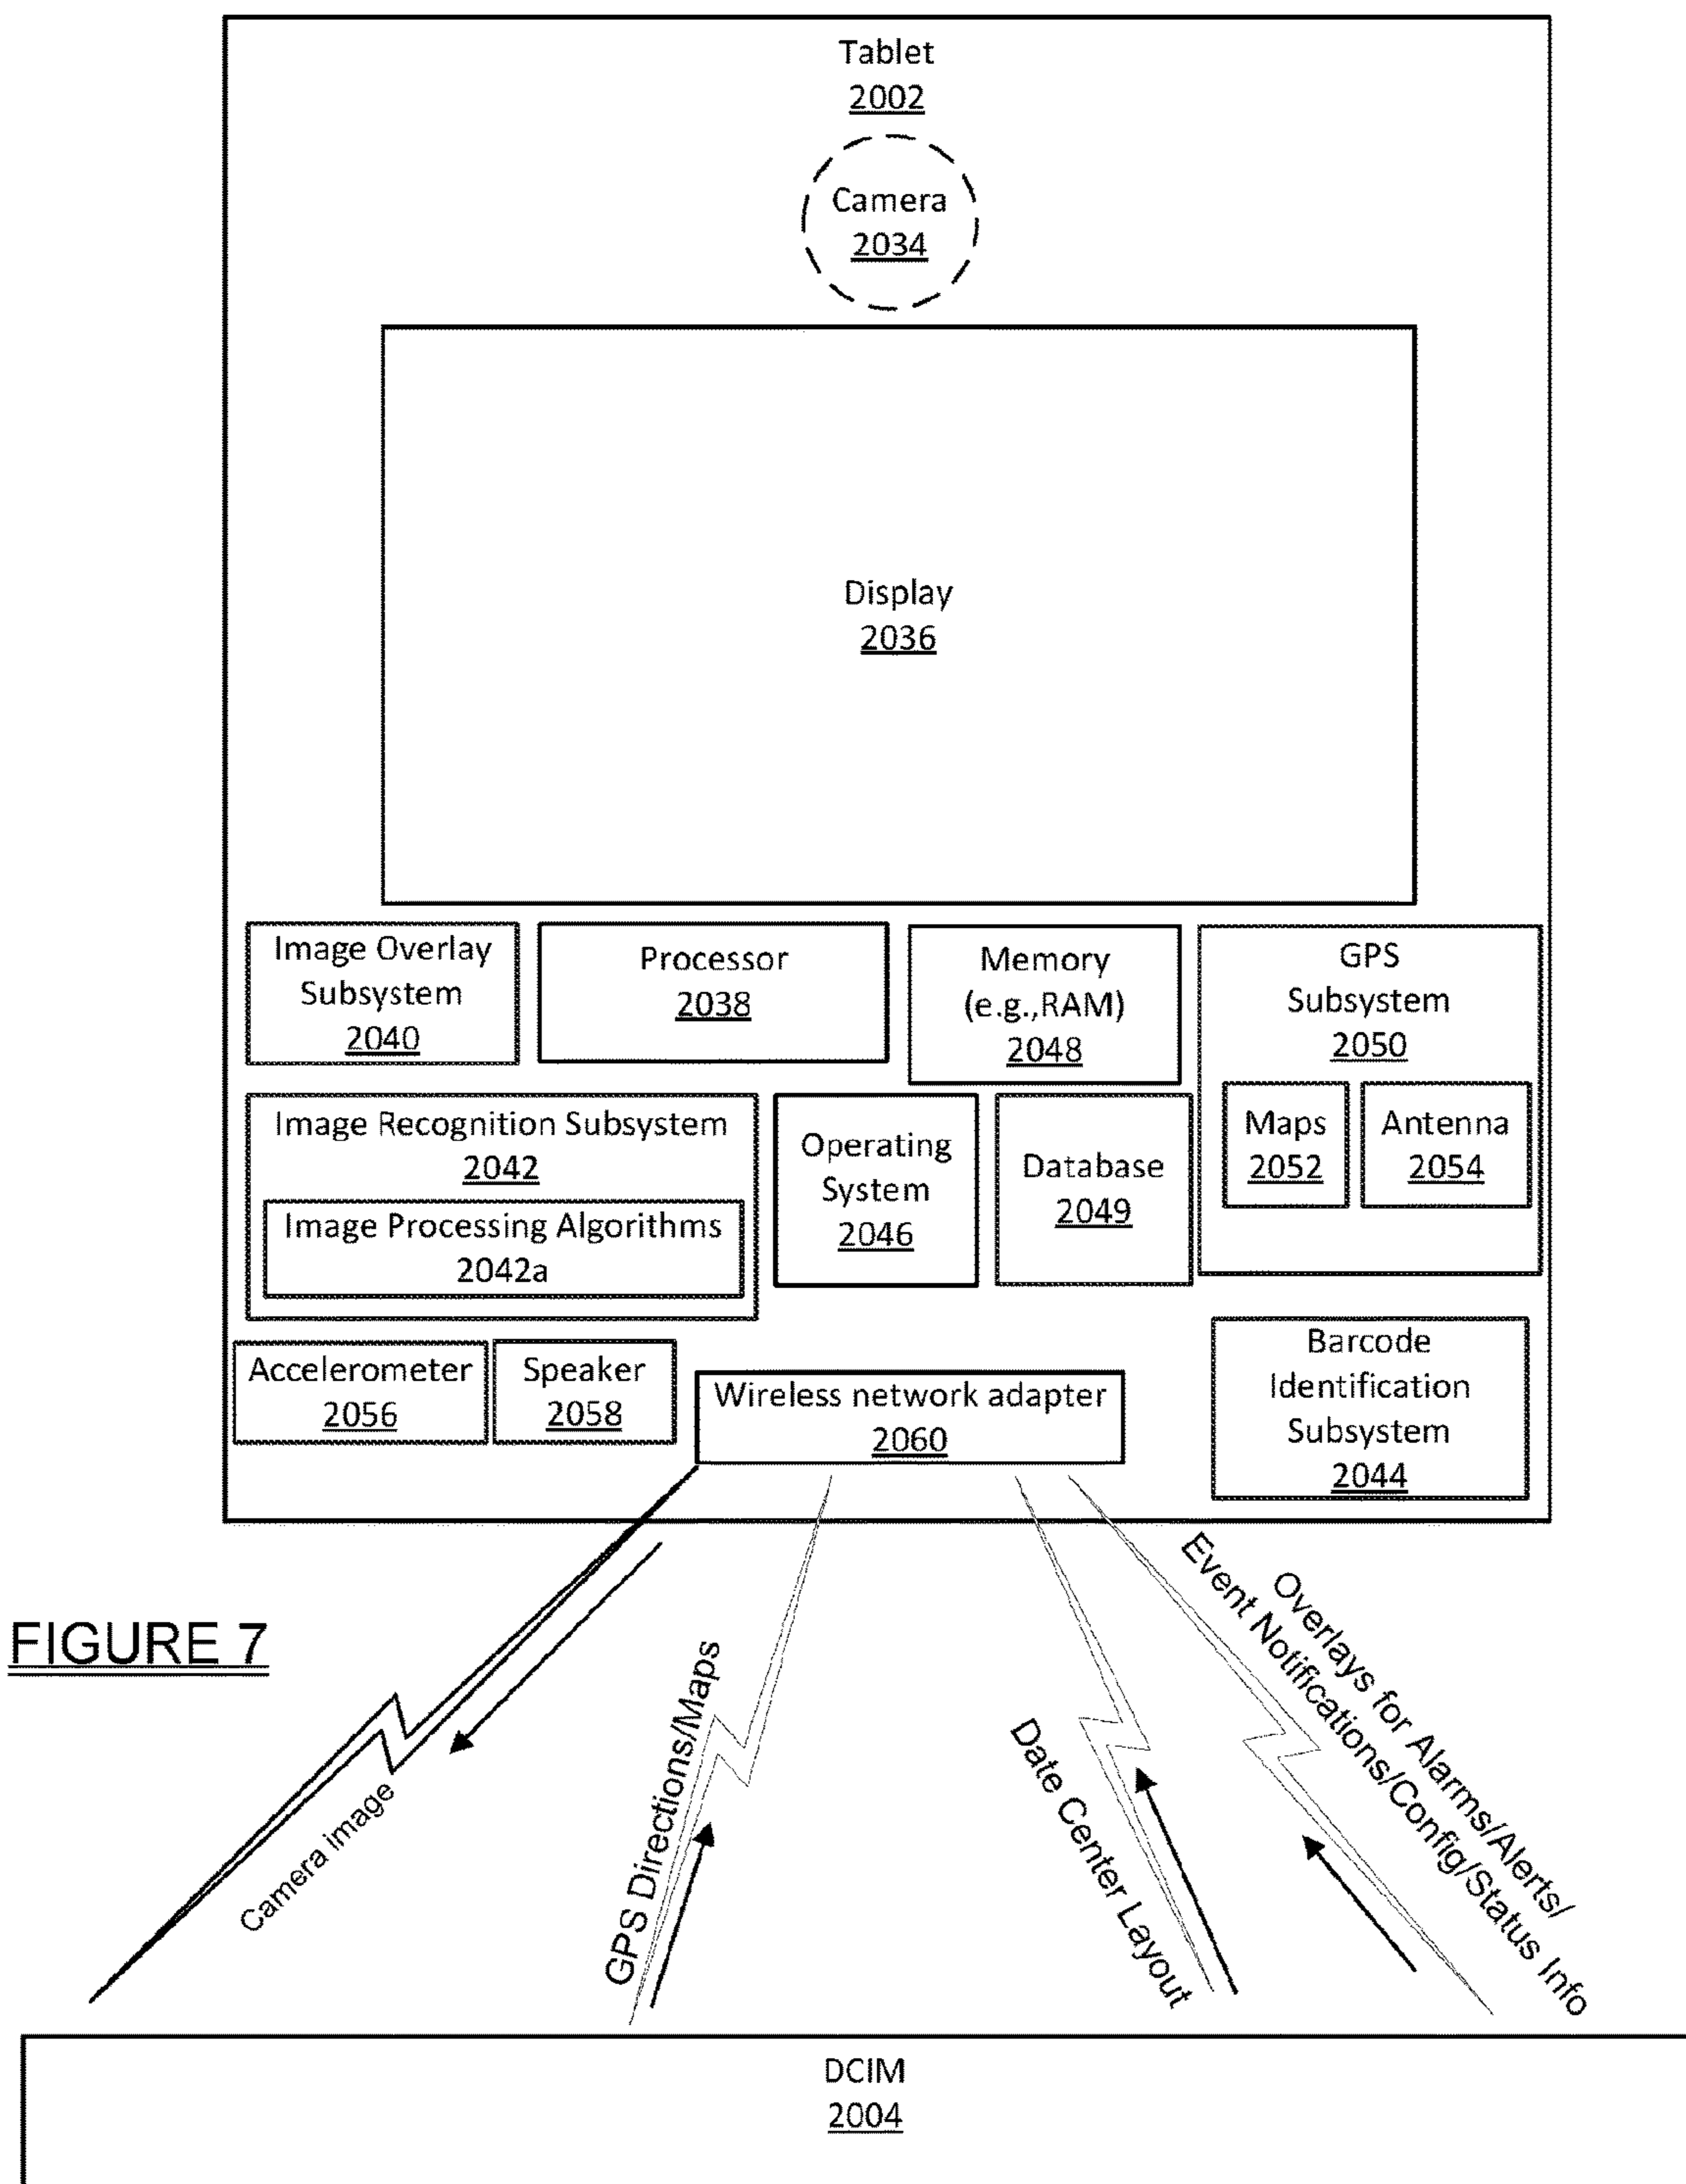 Tablet
2002
Camera
2034
Display
2036
Image Overlay
Subsystem
2040
Processor
2038
Memory
(e.g.,RAM)
2048
GPS
Subsystem
2050
Maps
2052
Antenna
2054
Image Recognition Subsystem
2042
Image Processing Algorithms
2042a
Operating
System
2046
Database
2049
Accelerometer
2056
Speaker
2058
Wireless network adapter
2060
Barcode
Identification
Subsystem
2044
FIGURE 7
Camera image
GPS Directions/Maps
Date Center Layout
Overlays for Alarms/Alerts/
Event Notifications/Config/Status Info
DCIM
2004